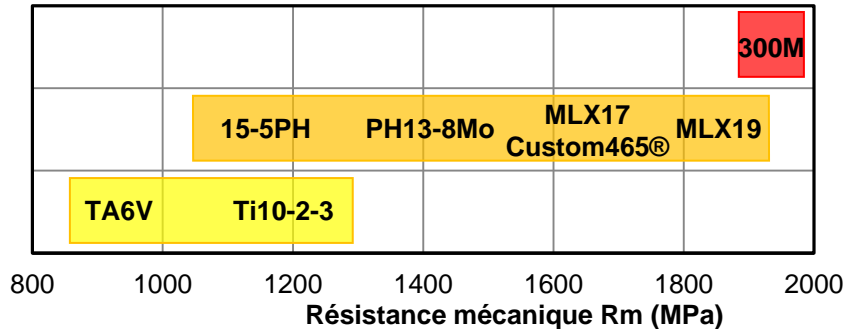 300M
MLX17
15-5PH PH13-8Mo MLX19
Custom465®
TA6V Ti10-2-3
800 1000 1200 1400 1600 1800 2000
Résistance mécanique Rm (MPa)